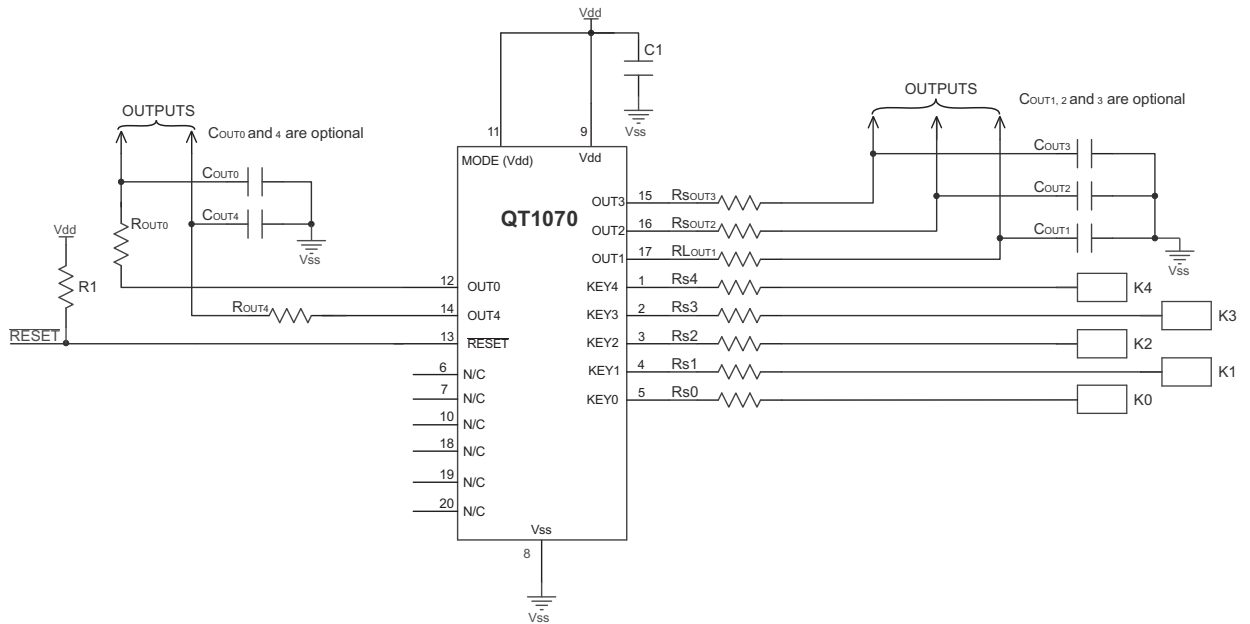 Vdd
C1
Vss
OUTPUTS
COUT0 and 4 are optional
COUT0
COUT4
ROUT0
Vss
Vdd
R1
ROUT4
RESET
OUTPUTS
COUT1, 2 and 3 are optional
COUT3
COUT2
COUT1
Vss
11
9
MODE (Vdd)
Vdd
QT1070
OUT3 15 RsOUT3
OUT2 16 RsOUT2
OUT1 17 RLOUT1
KEY4 1 Rs4 K4
KEY3 2 Rs3 K3
KEY2 3 Rs2 K2
KEY1 4 Rs1 K1
KEY0 5 Rs0 K0
12 OUT0
14 OUT4
13 RESET
6 N/C
7 N/C
10 N/C
18 N/C
19 N/C
20 N/C
Vss
8
Vss